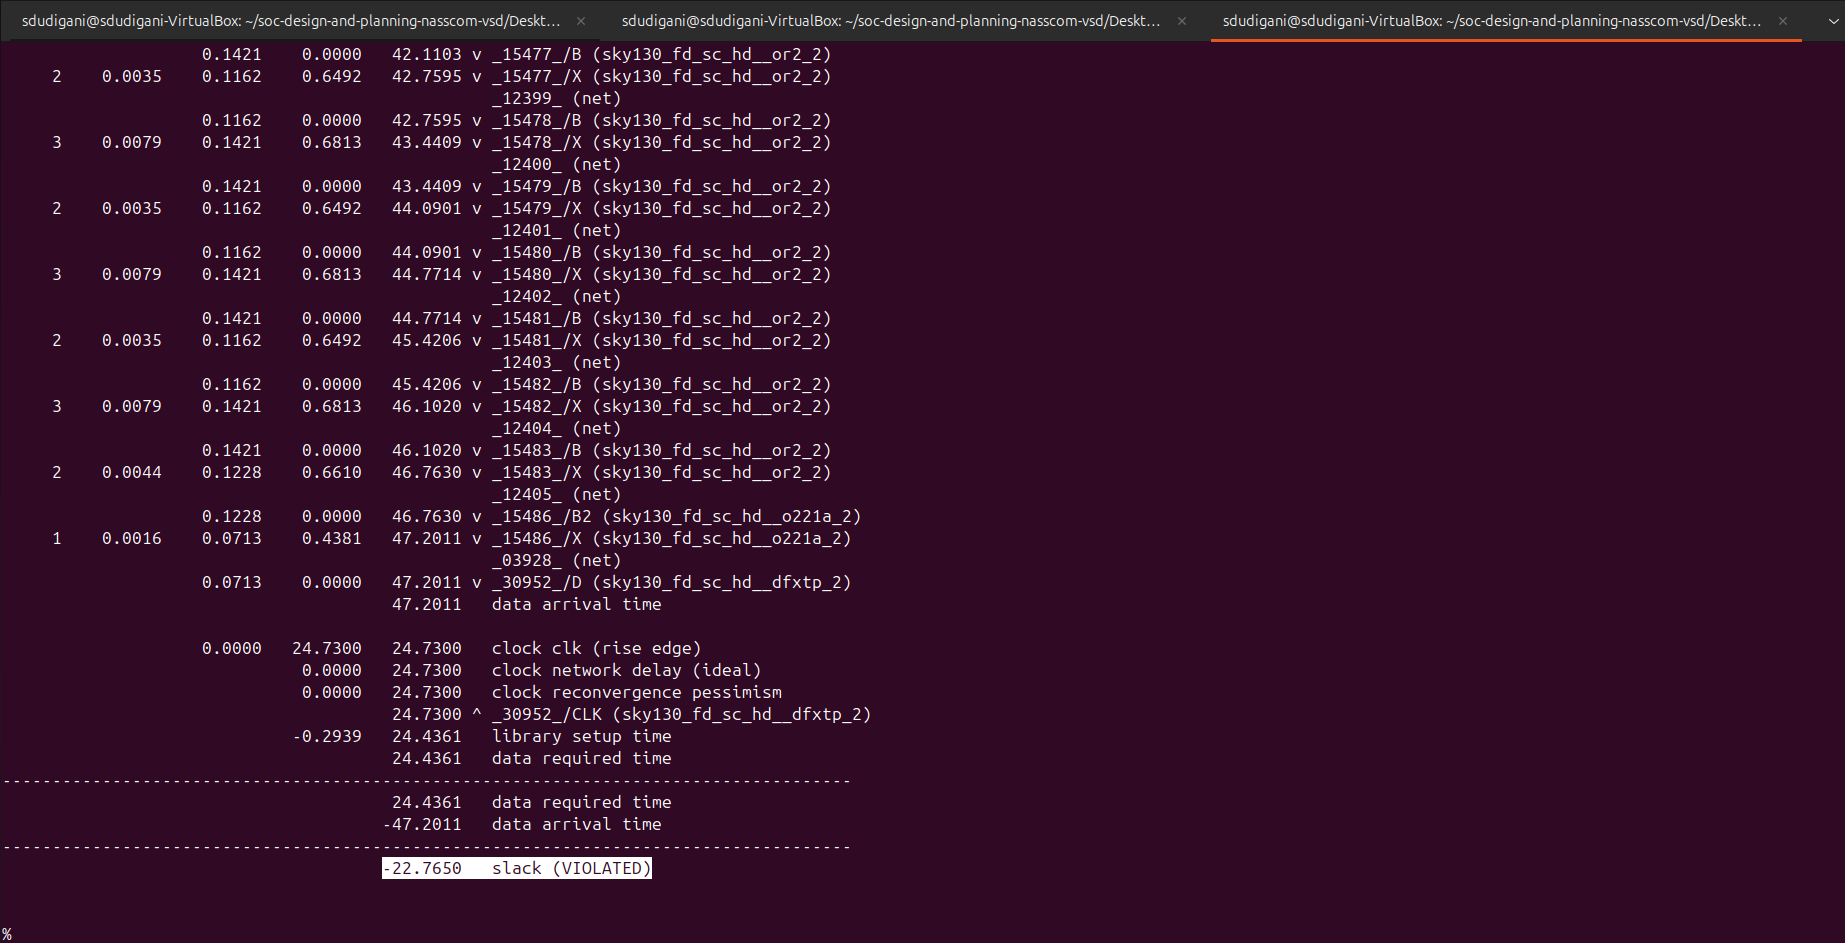 sdudigani@sdudigani-VirtualBox: ~/soc-design-and-planning-nasscom-vsd/Deskt... × sdudigani@sdudigani-VirtualBox: ~/soc-design-and-planning-nasscom-vsd/Deskt... × sdudigani@sdudigani-VirtualBox: ~/soc-design-and-planning-nasscom-vsd/Deskt... ×
0.1421 0.0000 42.1103 v _15477_/B (sky130_fd_sc_hd__or2_2)
2 0.0035 0.1162 0.6492 42.7595 v _15477_/X (sky130_fd_sc_hd__or2_2)
_12399_ (net)
0.1162 0.0000 42.7595 v _15478_/B (sky130_fd_sc_hd__or2_2)
3 0.0079 0.1421 0.6813 43.4409 v _15478_/X (sky130_fd_sc_hd__or2_2)
_12400_ (net)
0.1421 0.0000 43.4409 v _15479_/B (sky130_fd_sc_hd__or2_2)
2 0.0035 0.1162 0.6492 44.0901 v _15479_/X (sky130_fd_sc_hd__or2_2)
_12401_ (net)
0.1162 0.0000 44.0901 v _15480_/B (sky130_fd_sc_hd__or2_2)
3 0.0079 0.1421 0.6813 44.7714 v _15480_/X (sky130_fd_sc_hd__or2_2)
_12402_ (net)
0.1421 0.0000 44.7714 v _15481_/B (sky130_fd_sc_hd__or2_2)
2 0.0035 0.1162 0.6492 45.4206 v _15481_/X (sky130_fd_sc_hd__or2_2)
_12403_ (net)
0.1162 0.0000 45.4206 v _15482_/B (sky130_fd_sc_hd__or2_2)
3 0.0079 0.1421 0.6813 46.1020 v _15482_/X (sky130_fd_sc_hd__or2_2)
_12404_ (net)
0.1421 0.0000 46.1020 v _15483_/B (sky130_fd_sc_hd__or2_2)
2 0.0044 0.1228 0.6610 46.7630 v _15483_/X (sky130_fd_sc_hd__or2_2)
_12405_ (net)
0.1228 0.0000 46.7630 v _15486_/B2 (sky130_fd_sc_hd__o221a_2)
1 0.0016 0.0713 0.4381 47.2011 v _15486_/X (sky130_fd_sc_hd__o221a_2)
_03928_ (net)
0.0713 0.0000 47.2011 v _30952_/D (sky130_fd_sc_hd__dfxtp_2)
47.2011 data arrival time
0.0000 24.7300 24.7300 clock clk (rise edge)
0.0000 24.7300 clock network delay (ideal)
0.0000 24.7300 clock reconvergence pessimism
24.7300 ^ _30952_/CLK (sky130_fd_sc_hd__dfxtp_2)
-0.2939 24.4361 library setup time
24.4361 data required time
-------------------------------------------------------------------------------------
24.4361 data required time
-47.2011 data arrival time
-------------------------------------------------------------------------------------
-22.7650 slack (VIOLATED)
%